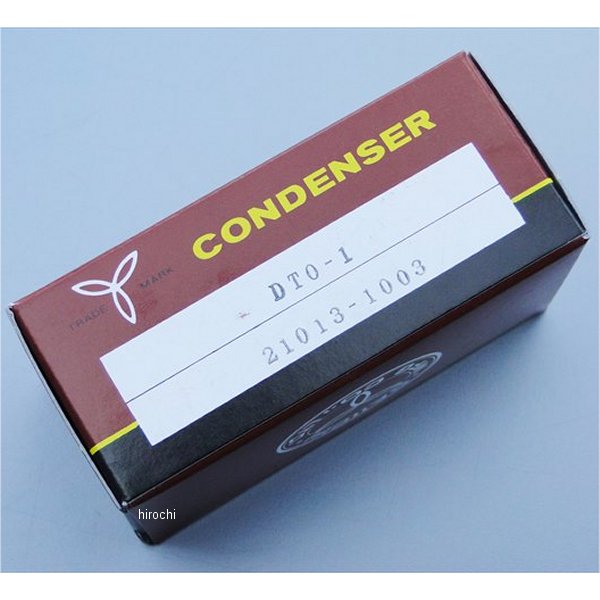 CONDENSER
TRADE MARK
DTO-1
21013-1003
hirochi